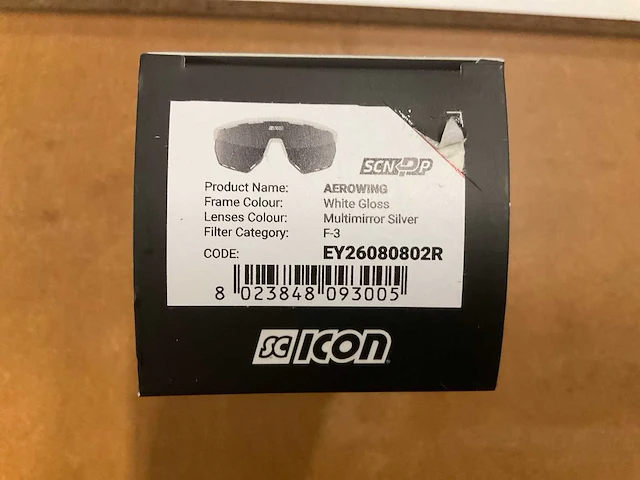 SCNPP
Product Name: AEROWING
Frame Colour: White Gloss
Lenses Colour: Multimirror Silver
Filter Category: F-3
CODE: EY26080802R
8 023848 093005
SC ICON